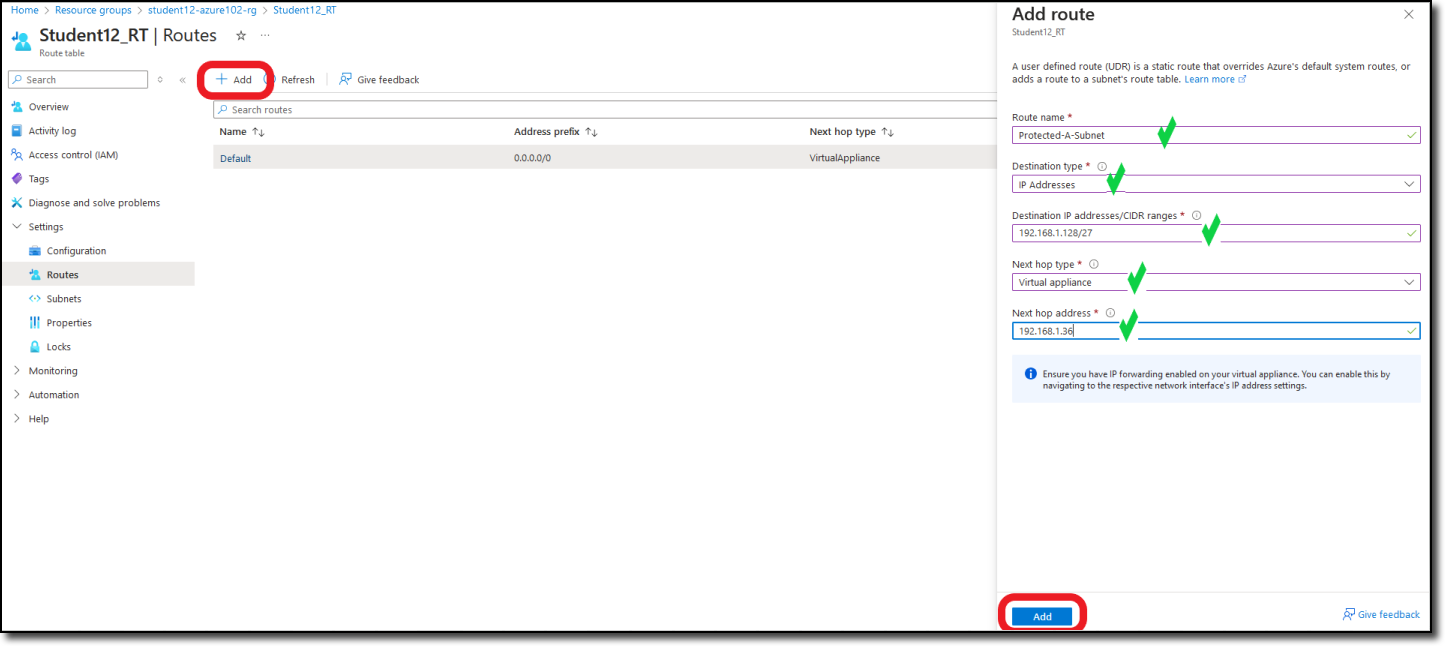 Home > Resource groups > student12-azure102-rg > Student12_RT
Student12_RT | Routes
Route table
Search
Overview
Activity log
Access control (IAM)
Tags
Diagnose and solve problems
Settings
Configuration
Routes
Subnets
Properties
Locks
Monitoring
Automation
Help
Add Refresh Give feedback
Search routes
Name Address prefix Next hop type
Default 0.0.0.0/0 VirtualAppliance
Add route
Student12_RT
A user defined route (UDR) is a static route that overrides Azure's default system routes, or
adds a route to a subnet's route table. Learn more
Route name *
Protected-A-Subnet
Destination type *
IP Addresses
Destination IP addresses/CIDR ranges *
192.168.1.128/27
Next hop type *
Virtual appliance
Next hop address *
192.168.1.36
Ensure you have IP forwarding enabled on your virtual appliance. You can enable this by
navigating to the respective network interface's IP address settings.
Add
Give feedback